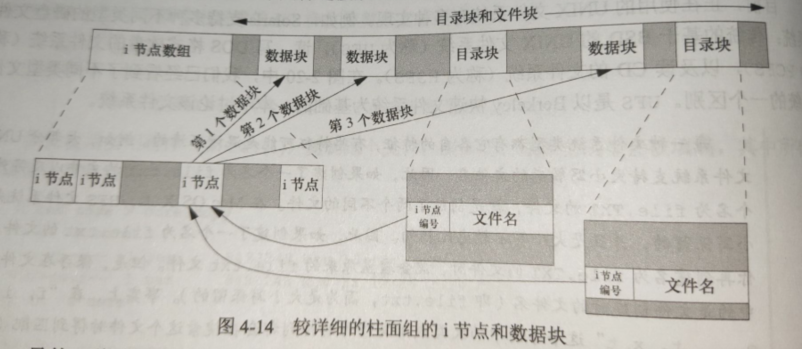 目录块和文件块
i 节点数组
数据块
数据块
目录块
数据块
目录块
第 1 个数据块
第 2 个数据块
第 3 个数据块
i 节点
i 节点
i 节点
i 节点
i 节点
编号
文件名
i 节点
编号
文件名
图 4-14 较详细的柱面组的 i 节点和数据块